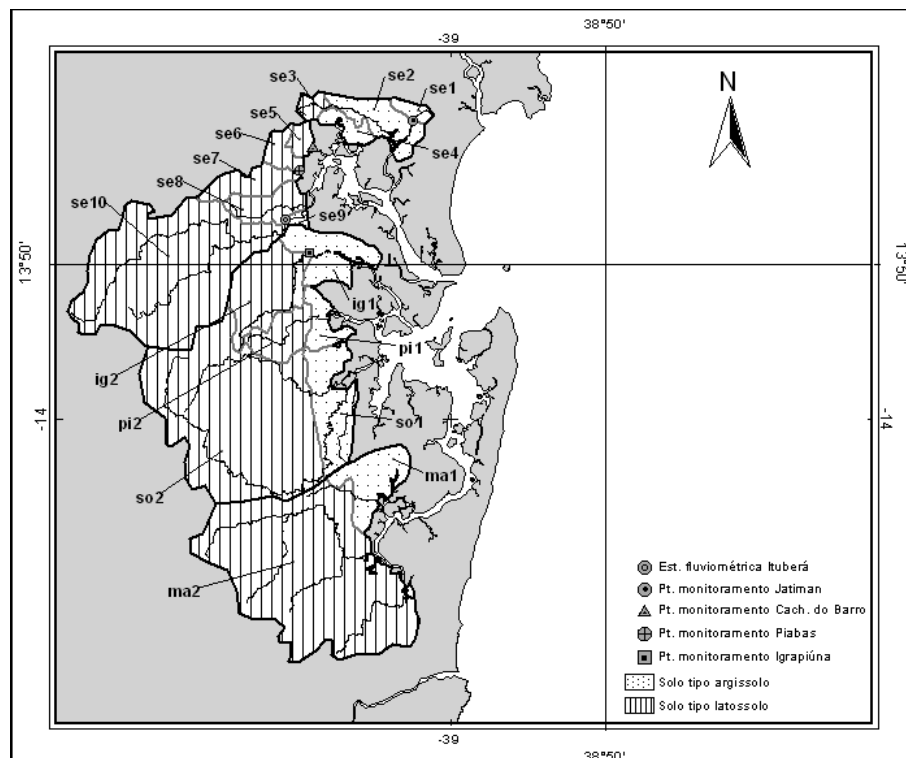 38°50'
-39
N
se3
se2
se1
se5
se6
se4
se7
se8
se10
se9
13°50'
13°50'
ig1
pi1
ig2
pi2
-14
so1
-14
ma1
so2
ma2
Est. fluviométrica Ituberá
Pt. monitoramento Jatiman
Pt. monitoramento Cach. do Barro
Pt. monitoramento Piabas
Pt. monitoramento Igrapiúna
Solo tipo argissolo
Solo tipo latossolo
-39
38°50'